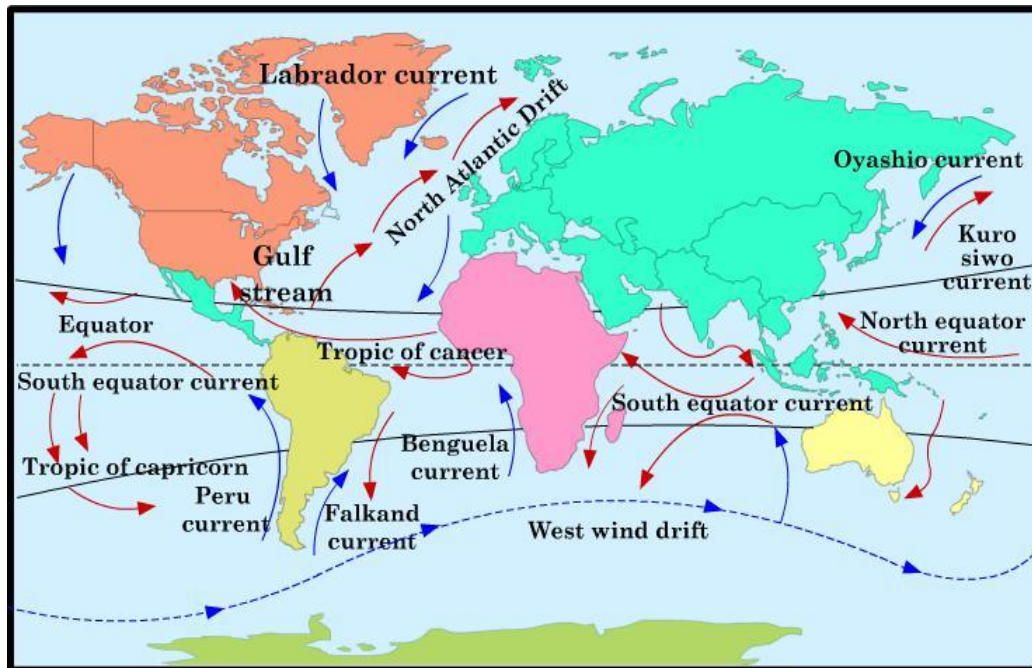 Labrador current
North Atlantic Drift
Oyashio current
Kuro
siwo
current
Gulf
stream
Equator
North equator
current
Tropic of cancer
South equator current
South equator current
Benguela
current
Tropic of capricorn
Peru
current
Falkand
current
West wind drift